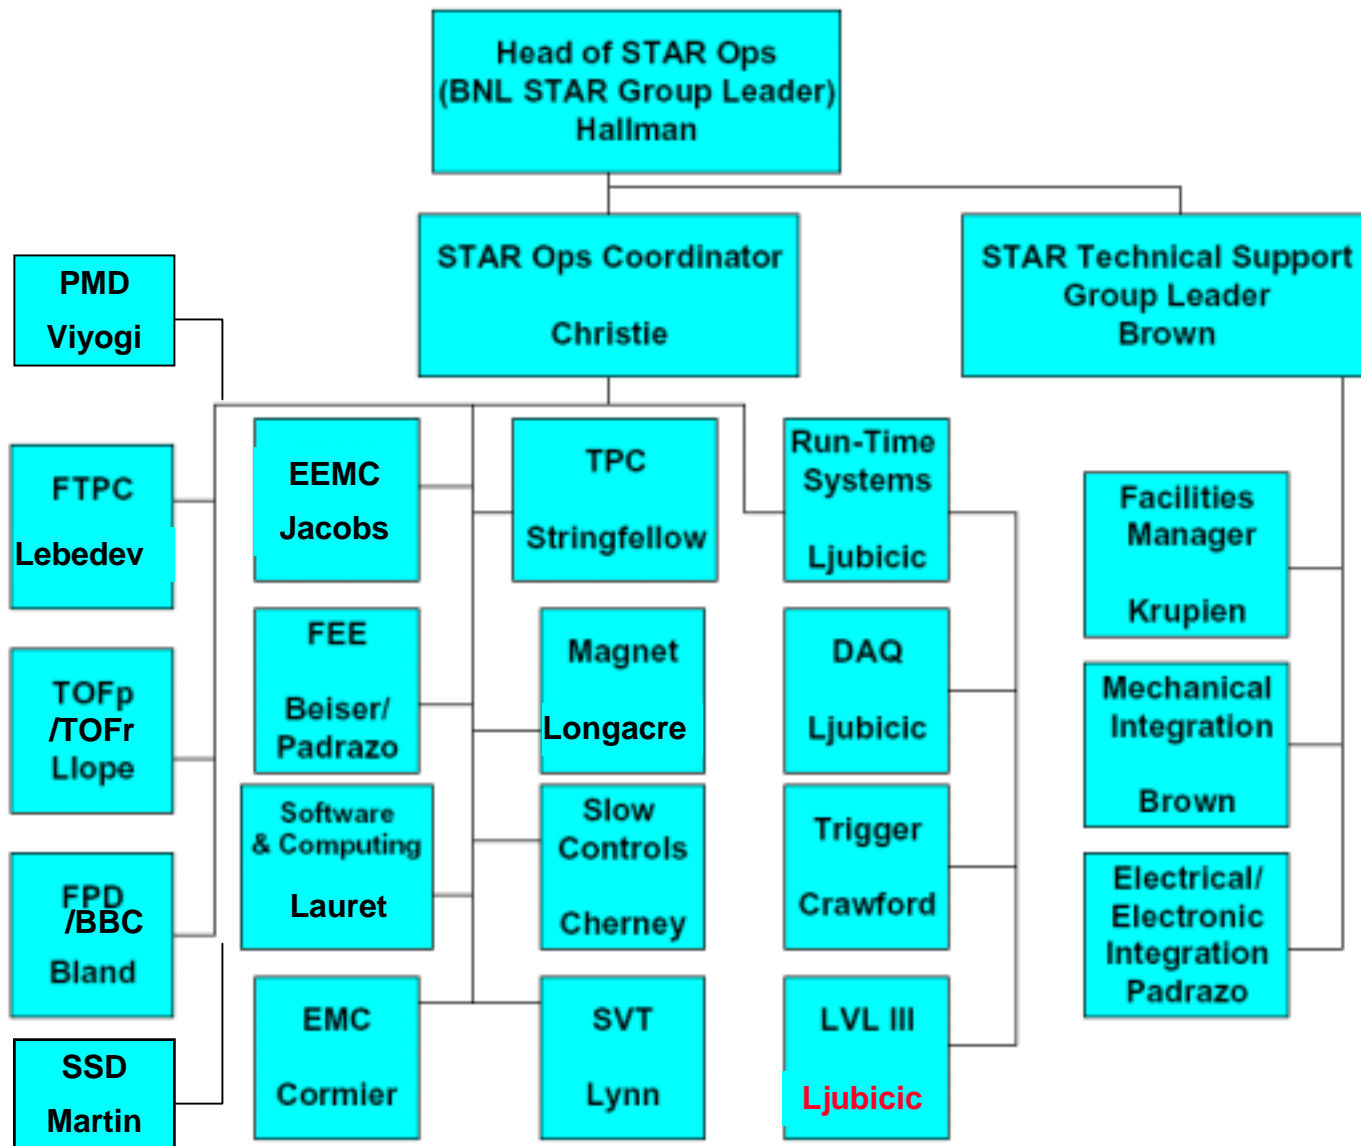 Head of STAR Ops
(BNL STAR Group Leader)
Hallman
STAR Ops Coordinator
Christie
STAR Technical Support
Group Leader
Brown
PMD
Viyogi
FTPC
Lebedev
TOFp
/TOFr
Llope
FPD
/BBC
Bland
SSD
Martin
EEMC
Jacobs
FEE
Beiser/
Padrazo
Software
& Computing
Lauret
EMC
Cormier
TPC
Stringfellow
Magnet
Longacre
Slow
Controls
Cherney
SVT
Lynn
Run-Time
Systems
Ljubicic
DAQ
Ljubicic
Trigger
Crawford
LVL III
Ljubicic
Facilities
Manager
Krupien
Mechanical
Integration
Brown
Electrical/
Electronic
Integration
Padrazo